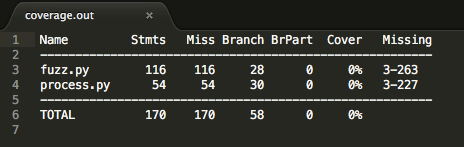 coverage.out ×
1 Name Stmts Miss Branch BrPart Cover Missing
2 --------------------------------------------------------
3 fuzz.py 116 116 28 0 0% 3-263
4 process.py 54 54 30 0 0% 3-227
5 --------------------------------------------------------
6 TOTAL 170 170 58 0 0%
7